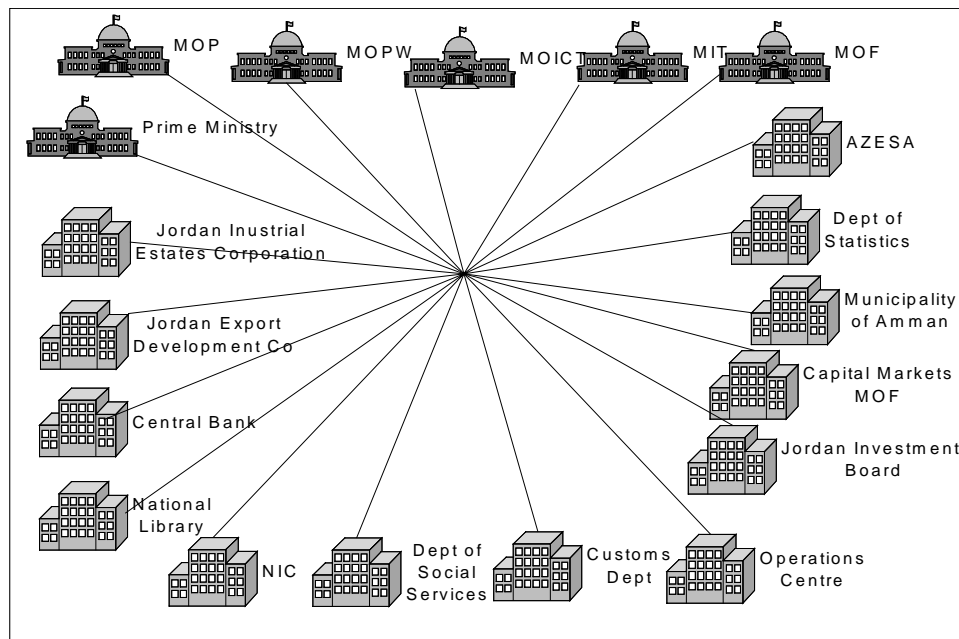 MOP
MOPW
MOICT
MIT
MOF
Prime Ministry
AZESA
Jordan Inustrial
Estates Corporation
Dept of
Statistics
Jordan Export
Development Co
Municipality
of Amman
Capital Markets
MOF
Central Bank
Jordan Investment
Board
National
Library
NIC
Dept of
Social
Services
Customs
Dept
Operations
Centre